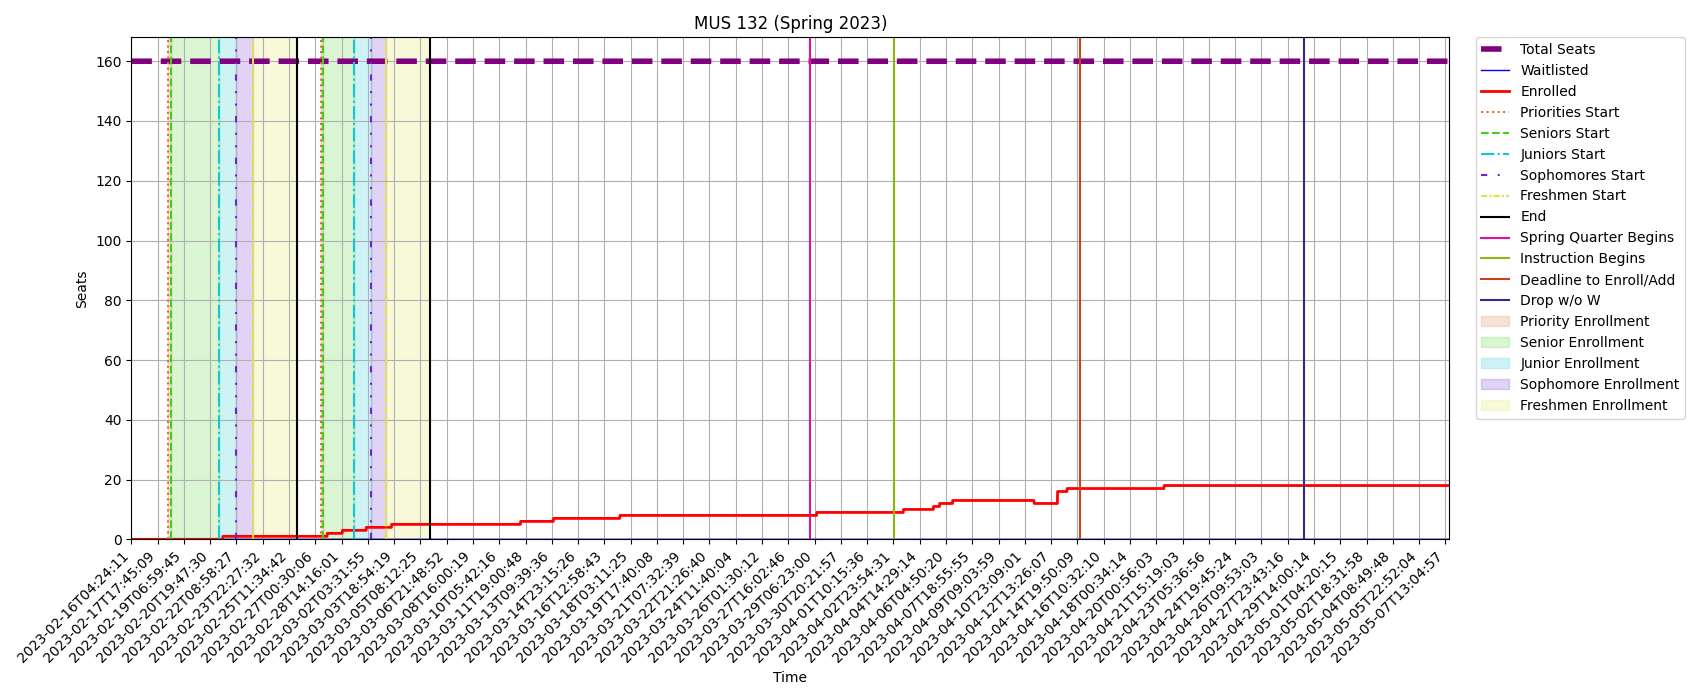 MUS 132 (Spring 2023)
Seats
160
140
120
100
80
60
40
20
0
2023-02-16T04:24:11
2023-02-17T17:45:09
2023-02-19T06:59:45
2023-02-20T19:47:30
2023-02-22T08:58:27
2023-02-23T22:27:32
2023-02-25T11:34:42
2023-02-27T00:30:06
2023-02-28T14:16:01
2023-03-02T03:31:55
2023-03-03T18:54:19
2023-03-05T08:12:25
2023-03-06T21:48:52
2023-03-08T16:00:19
2023-03-10T05:42:16
2023-03-11T19:00:48
2023-03-13T09:39:36
2023-03-14T23:15:26
2023-03-16T12:58:43
2023-03-18T03:11:25
2023-03-19T17:40:08
2023-03-21T07:32:39
2023-03-22T21:26:40
2023-03-24T11:40:04
2023-03-26T01:30:12
2023-03-27T16:02:46
2023-03-29T06:23:00
2023-03-30T20:21:57
2023-04-01T10:15:36
2023-04-02T23:54:31
2023-04-04T14:29:14
2023-04-06T04:50:20
2023-04-07T18:55:55
2023-04-09T09:03:59
2023-04-10T23:09:01
2023-04-12T13:26:07
2023-04-14T19:50:09
2023-04-16T10:32:10
2023-04-18T00:34:14
2023-04-20T00:56:03
2023-04-21T15:19:03
2023-04-23T05:36:56
2023-04-24T19:45:24
2023-04-26T09:53:03
2023-04-27T23:43:16
2023-04-29T14:00:14
2023-05-01T04:20:15
2023-05-02T18:31:58
2023-05-04T08:49:48
2023-05-05T22:52:04
2023-05-07T13:04:57
Time
Total Seats
Waitlisted
Enrolled
Priorities Start
Seniors Start
Juniors Start
Sophomores Start
Freshmen Start
End
Spring Quarter Begins
Instruction Begins
Deadline to Enroll/Add
Drop w/o W
Priority Enrollment
Senior Enrollment
Junior Enrollment
Sophomore Enrollment
Freshmen Enrollment